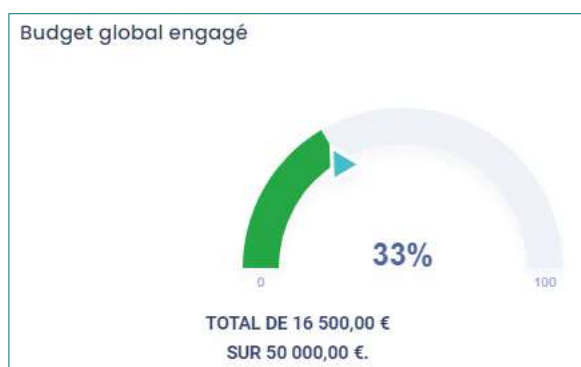 Budget global engagé
33%
0
100
TOTAL DE 16 500,00 €
SUR 50 000,00 €.